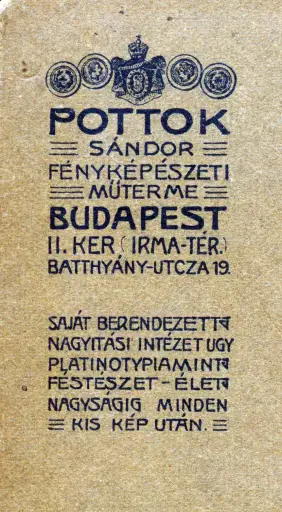 POTTOK
SÁNDOR
FÉNYKÉPÉSZETI
MŰTERME
BUDAPEST
II. KER (IRMA-TÉR.)
BATTHYÁNY-UTCZA 19.
SAJÁT BERENDEZETT
NAGYITÁSI INTÉZET UGY
PLATINOTYPIA MINT
FESTÉSZET-ÉLET
NAGYSÁGIG MINDEN
KIS KÉP UTÁN.